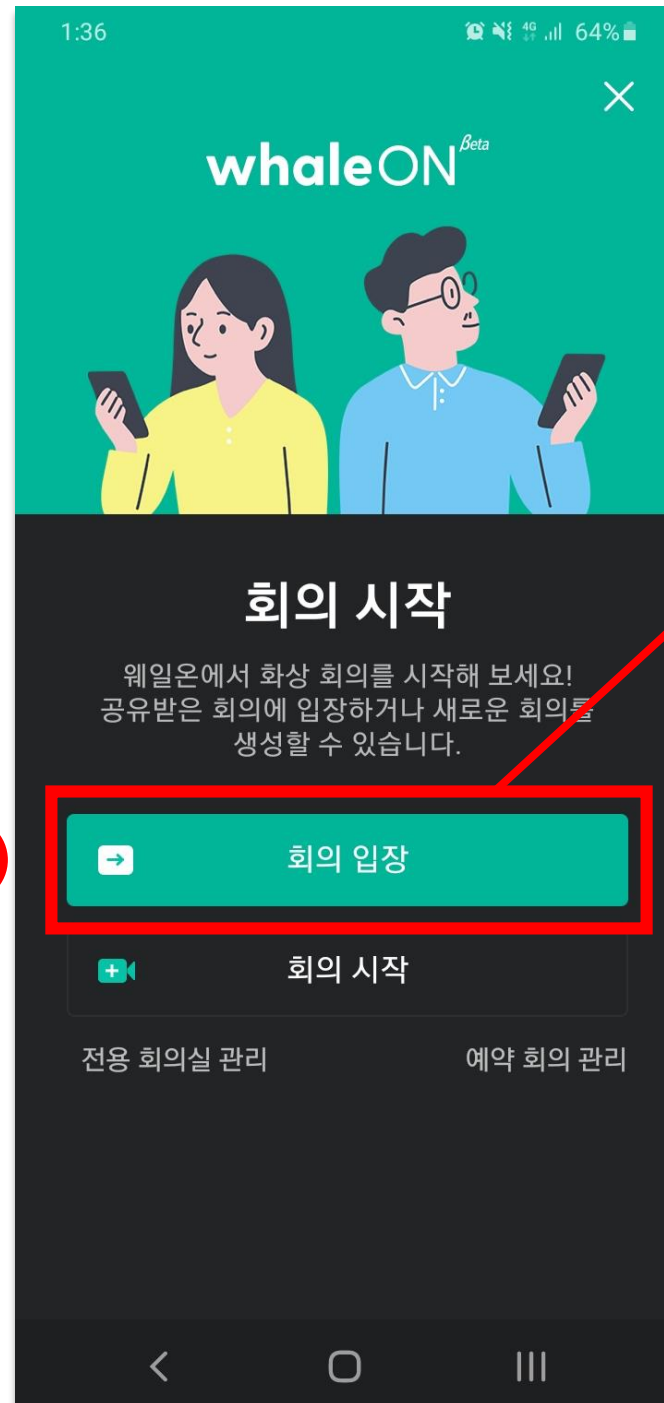 1:36 4G 64%
whaleON Beta
회의 시작
웨일온에서 화상 회의를 시작해 보세요!
공유받은 회의에 입장하거나 새로운 회의를
생성할 수 있습니다.
회의 입장
회의 시작
전용 회의실 관리 예약 회의 관리